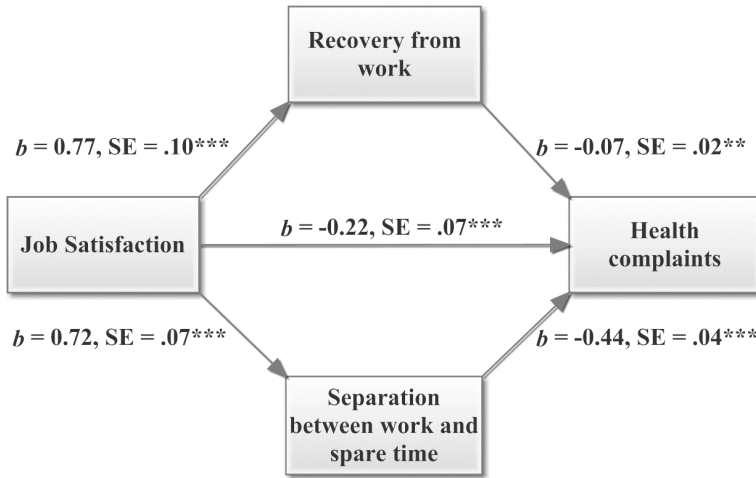 Recovery from
work
b = 0.77, SE = .10***
b = -0.07, SE = .02**
Job Satisfaction
b = -0.22, SE = .07***
Health
complaints
b = 0.72, SE = .07***
b = -0.44, SE = .04***
Separation
between work and
spare time